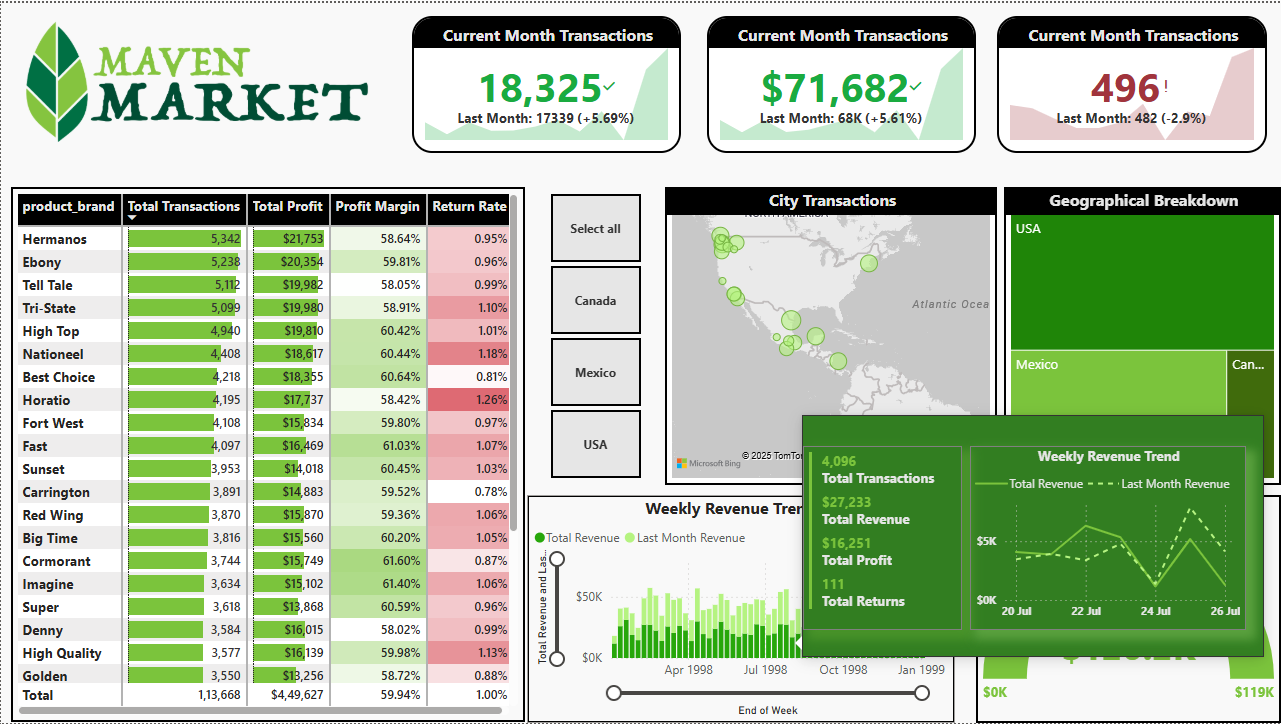 MAVEN
MARKET
Current Month Transactions
18,325
Last Month: 17339 (+5.69%)
Current Month Transactions
$71,682
Last Month: 68K (+5.61%)
Current Month Transactions
496!
Last Month: 482 (-2.9%)
product_brand Total Transactions Total Profit Profit Margin Return Rate
Hermanos 5,342 $21,753 58.64% 0.95%
Ebony 5,238 $20,354 59.81% 0.96%
Tell Tale 5,112 $19,982 58.05% 0.99%
Tri-State 5,099 $19,980 58.91% 1.10%
High Top 4,940 $19,810 60.42% 1.01%
Nationeel 4,408 $18,617 60.44% 1.18%
Best Choice 4,218 $18,355 60.64% 0.81%
Horatio 4,195 $17,737 58.42% 1.26%
Fort West 4,108 $15,834 59.80% 0.97%
Fast 4,097 $16,469 61.03% 1.07%
Sunset 3,953 $14,018 60.45% 1.03%
Carrington 3,891 $14,883 59.52% 0.78%
Red Wing 3,870 $15,870 59.36% 1.06%
Big Time 3,816 $15,560 60.20% 1.05%
Cormorant 3,744 $15,749 61.60% 0.87%
Imagine 3,634 $15,102 61.40% 1.06%
Super 3,618 $13,868 60.59% 0.96%
Denny 3,584 $16,015 58.02% 0.99%
High Quality 3,577 $16,139 59.98% 1.13%
Golden 3,550 $13,256 58.72% 0.88%
Total 1,13,668 $4,49,627 59.94% 1.00%
Select all
Canada
Mexico
USA
City Transactions
NORTH AMERICA
Atlantic Ocea
Microsoft Bing
© 2025 TomTo
Geographical Breakdown
USA
Mexico
Can...
4,096
Total Transactions
$27,233
Total Revenue
$16,251
Total Profit
111
Total Returns
Weekly Revenue Trend
Total Revenue Last Month Revenue
$5K
$0K
20 Jul 22 Jul 24 Jul 26 Jul
Weekly Revenue Tren
Total Revenue Last Month Revenue
Total Revenue and Las...
$50K
$0K
Apr 1998 Jul 1998 Oct 1998 Jan 1999
End of Week
$0K
$119K